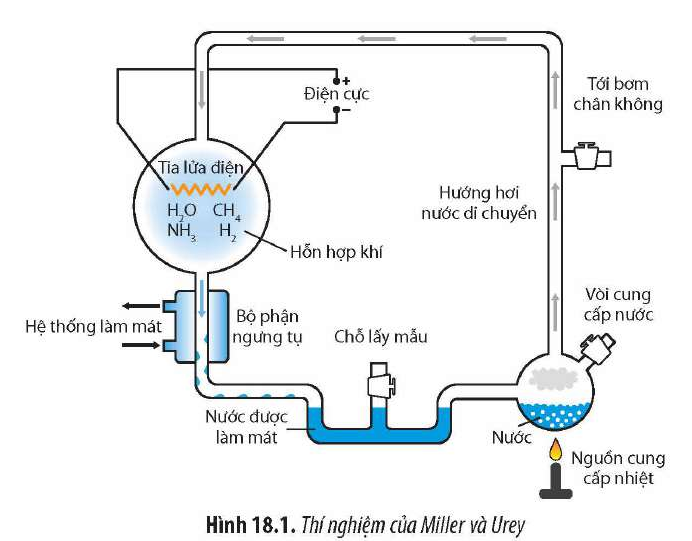 +
Điện cực
–
Tới bơm
chân không
Tia lửa điện
H₂O CH₄
NH₃ H₂
Hướng hơi
nước di chuyển
Hỗn hợp khí
Vòi cung
cấp nước
Hệ thống làm mát
Bộ phận
ngưng tụ
Chỗ lấy mẫu
Nước được
làm mát
Nước
Nguồn cung
cấp nhiệt
Hình 18.1. Thí nghiệm của Miller và Urey